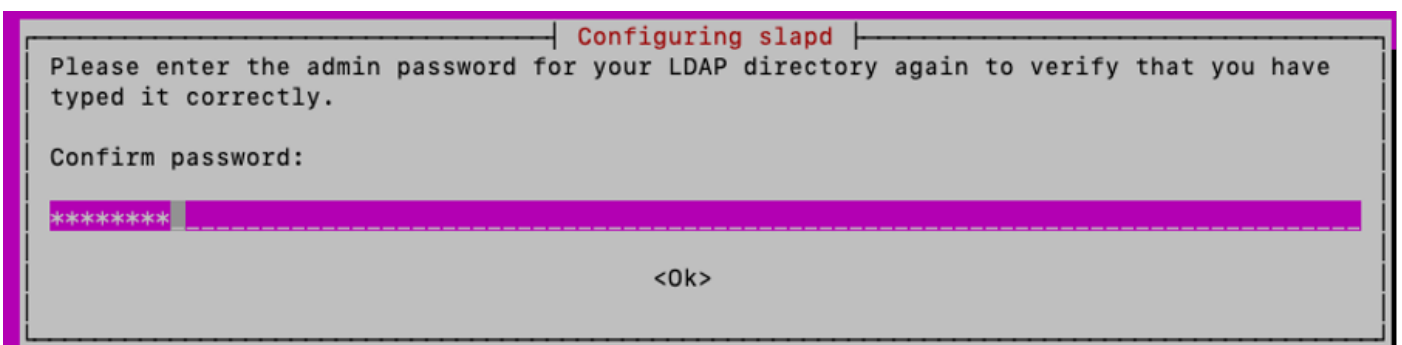 Configuring slapd
Please enter the admin password for your LDAP directory again to verify that you have
typed it correctly.
Confirm password:
********
<Ok>